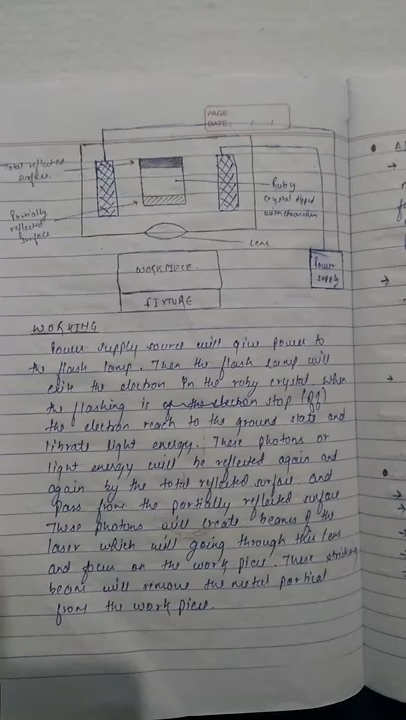 PAGE
DATE: / /
Total reflected
surface
Partially
reflected
surface
Ruby
crystal doped
with chromium
Lens
Power
supply
WORKPIECE
FIXTURE
WORKING
Power supply source will give power to
the flash lamp. Then the flash lamp will
exite the electron in the ruby crystal. When
the flashing is of the electron stop (Off)
the electron reach to the ground state and
librate light energy. These photons or
light energy will be reflected again and
again by the total reflected surface and
pass from the partially reflected surface
These photons will create beams of the
laser which will going through this lens
and focus on the work piece. These striking
beam will remove the metal partical
from the work piece.